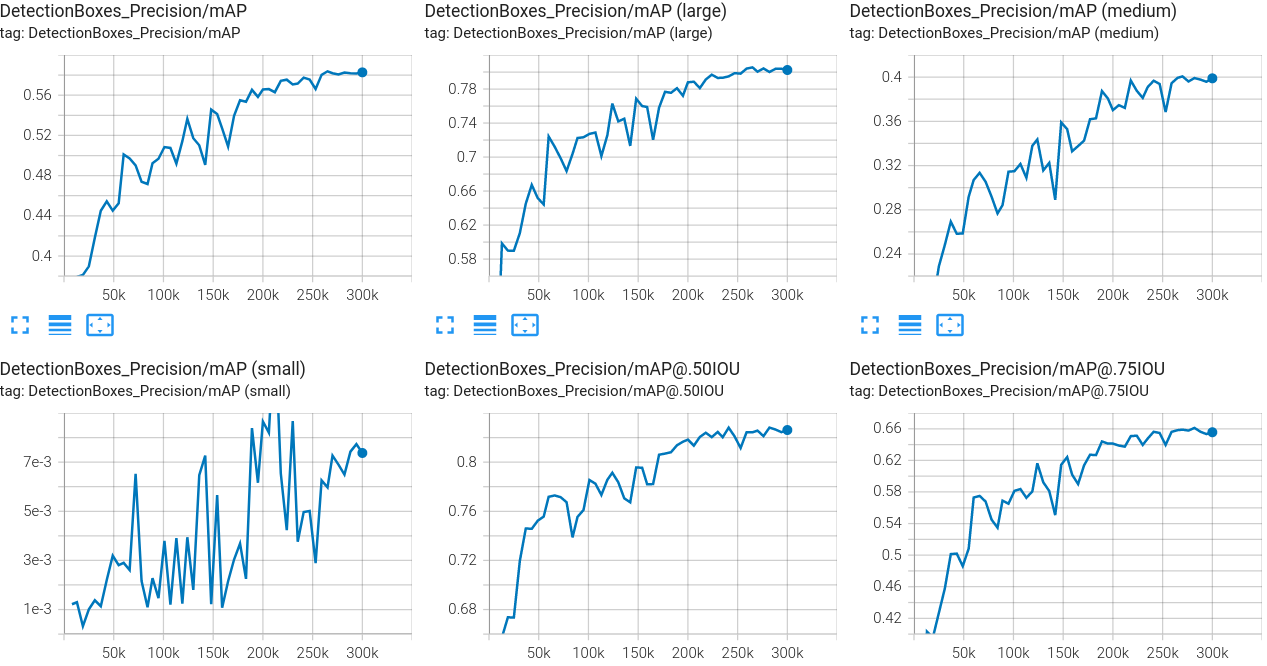 DetectionBoxes_Precision/mAP
tag: DetectionBoxes_Precision/mAP
0.56
0.52
0.48
0.44
0.4
50k 100k 150k 200k 250k 300k
DetectionBoxes_Precision/mAP (large)
tag: DetectionBoxes_Precision/mAP (large)
0.78
0.74
0.7
0.66
0.62
0.58
50k 100k 150k 200k 250k 300k
DetectionBoxes_Precision/mAP (medium)
tag: DetectionBoxes_Precision/mAP (medium)
0.4
0.36
0.32
0.28
0.24
50k 100k 150k 200k 250k 300k
DetectionBoxes_Precision/mAP (small)
tag: DetectionBoxes_Precision/mAP (small)
7e-3
5e-3
3e-3
1e-3
50k 100k 150k 200k 250k 300k
DetectionBoxes_Precision/mAP@.50IOU
tag: DetectionBoxes_Precision/mAP@.50IOU
0.8
0.76
0.72
0.68
50k 100k 150k 200k 250k 300k
DetectionBoxes_Precision/mAP@.75IOU
tag: DetectionBoxes_Precision/mAP@.75IOU
0.66
0.62
0.58
0.54
0.5
0.46
0.42
50k 100k 150k 200k 250k 300k